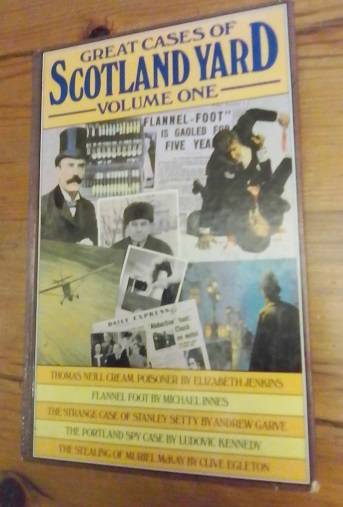 GREAT CASES OF
SCOTLAND YARD
VOLUME ONE
"FLANNEL-FOOT"
IS GAOLED FOR
FIVE YEARS
DAILY EXPRESS
THOMAS NEILL CREAM, POISONER BY ELIZABETH JENKINS
FLANNEL FOOT BY MICHAEL INNES
THE STRANGE CASE OF STANLEY SETTY BY ANDREW GARVE
THE PORTLAND SPY CASE BY LUDOVIC KENNEDY
THE STEALING OF MURIEL McKAY BY CLIVE EGLETON